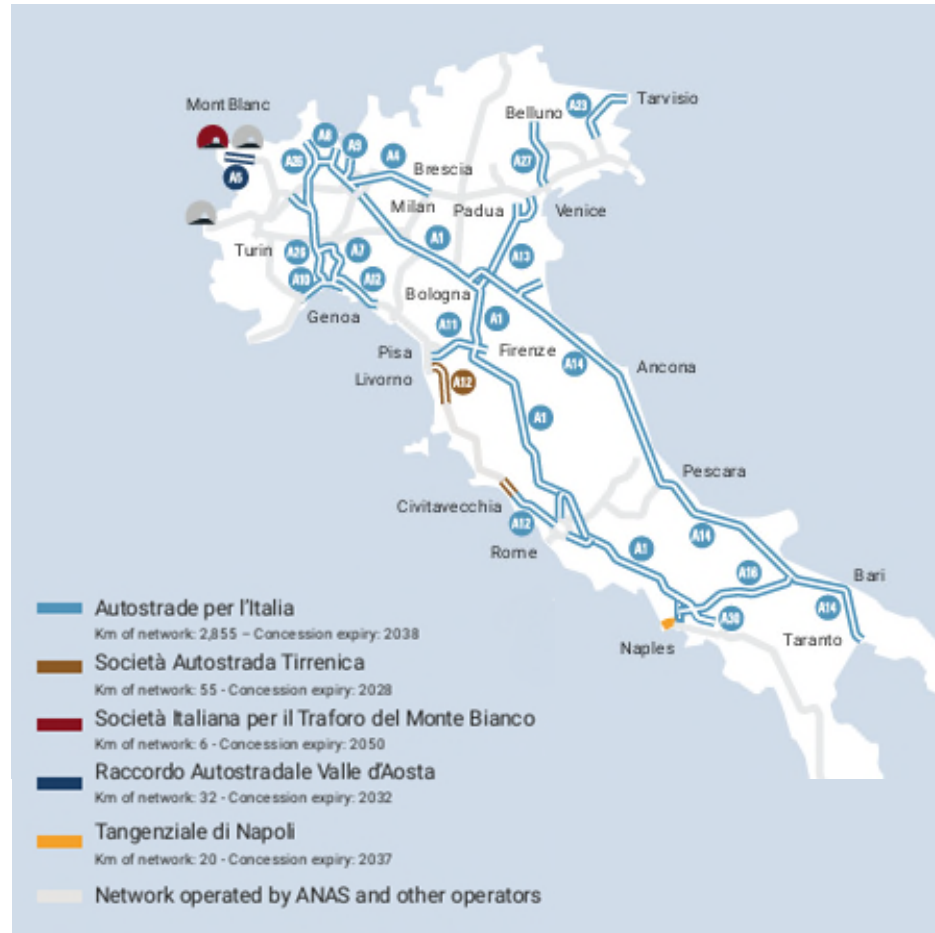 Mont Blanc
Belluno
A23
Tarvisio
A8
A9
A26
A4
A27
Brescia
A5
Milan
Padua
Venice
A1
Turin
A26
A7
A13
A10
A12
Bologna
Genoa
A11
A1
Pisa
Firenze
Livorno
A12
A14
Ancona
A1
Pescara
Civitavecchia
A12
Rome
A1
A14
A16
Bari
A14
A30
Naples
Taranto
Autostrade per l'Italia
Km of network: 2,855 – Concession expiry: 2038
Società Autostrada Tirrenica
Km of network: 55 - Concession expiry: 2028
Società Italiana per il Traforo del Monte Bianco
Km of network: 6 - Concession expiry: 2050
Raccordo Autostradale Valle d'Aosta
Km of network: 32 - Concession expiry: 2032
Tangenziale di Napoli
Km of network: 20 - Concession expiry: 2037
Network operated by ANAS and other operators